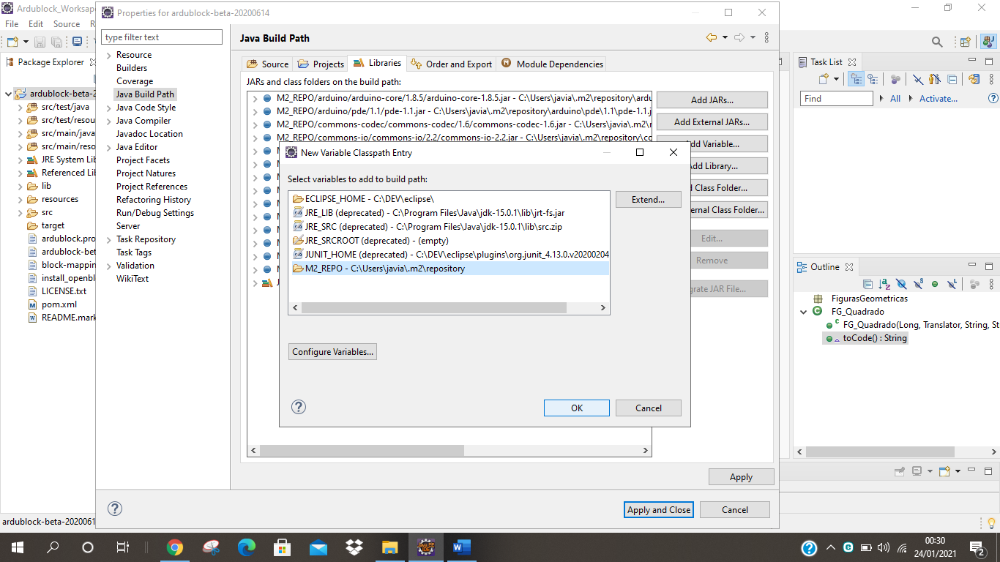 Ardublock_Worksap
File Edit Source R
Package Explorer
ardublock-beta-2
src/test/java
src/test/resou
src/main/java
src/main/reso
JRE System Lib
Referenced Lil
lib
resources
src
target
ardublock.pro
ardublock-bet
block-mappin
install_openbl
LICENSE.txt
pom.xml
README.mark
ardublock-beta-2020061
Properties for ardublock-beta-20200614
type filter text
Resource
Builders
Coverage
Java Build Path
Java Code Style
Java Compiler
Javadoc Location
Java Editor
Project Facets
Project Natures
Project References
Refactoring History
Run/Debug Settings
Server
Task Repository
Task Tags
Validation
WikiText
Java Build Path
Source Projects Libraries Order and Export Module Dependencies
JARs and class folders on the build path:
M2_REPO/arduino/arduino-core/1.8.5/arduino-core-1.8.5.jar - C:\Users\javia\.m2\repository\ardu
M2_REPO/arduino/pde/1.1/pde-1.1.jar - C:\Users\javia\.m2\repository\arduino\pde\1.1\pde-1.1.j
M2_REPO/commons-codec/commons-codec/1.6/commons-codec-1.6.jar - C:\Users\javia\.m2\r
M2_REPO/commons-io/commons-io/2.2/commons-io-2.2.jar - C:\Users\javia\.m2\repository\co
Add JARs...
Add External JARs...
dd Variable...
dd Library...
Class Folder...
ernal Class Folder...
Edit...
Remove
grate JAR File...
New Variable Classpath Entry
Select variables to add to build path:
ECLIPSE_HOME - C:\DEV\eclipse\
JRE_LIB (deprecated) - C:\Program Files\Java\jdk-15.0.1\lib\jrt-fs.jar
JRE_SRC (deprecated) - C:\Program Files\Java\jdk-15.0.1\lib\src.zip
JRE_SRCROOT (deprecated) - (empty)
JUNIT_HOME (deprecated) - C:\DEV\eclipse\plugins\org.junit_4.13.0.v20200204
M2_REPO - C:\Users\javia\.m2\repository
Extend...
Configure Variables...
OK Cancel
Apply
Apply and Close Cancel
Task List
Find All Activate...
Outline
FigurasGeometricas
FG_Quadrado
FG_Quadrado(Long, Translator, String, St
toCode() : String
00:30
24/01/2021
2